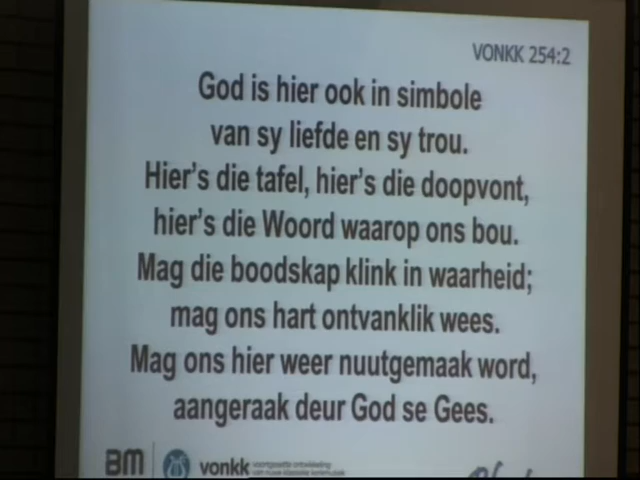 VONKK 254:2
God is hier ook in simbole
van sy liefde en sy trou.
Hier's die tafel, hier's die doopvont,
hier's die Woord waarop ons bou.
Mag die boodskap klink in waarheid;
mag ons hart ontvanklik wees.
Mag ons hier weer nuutgemaak word,
aangeraak deur God se Gees.
BM vonkk